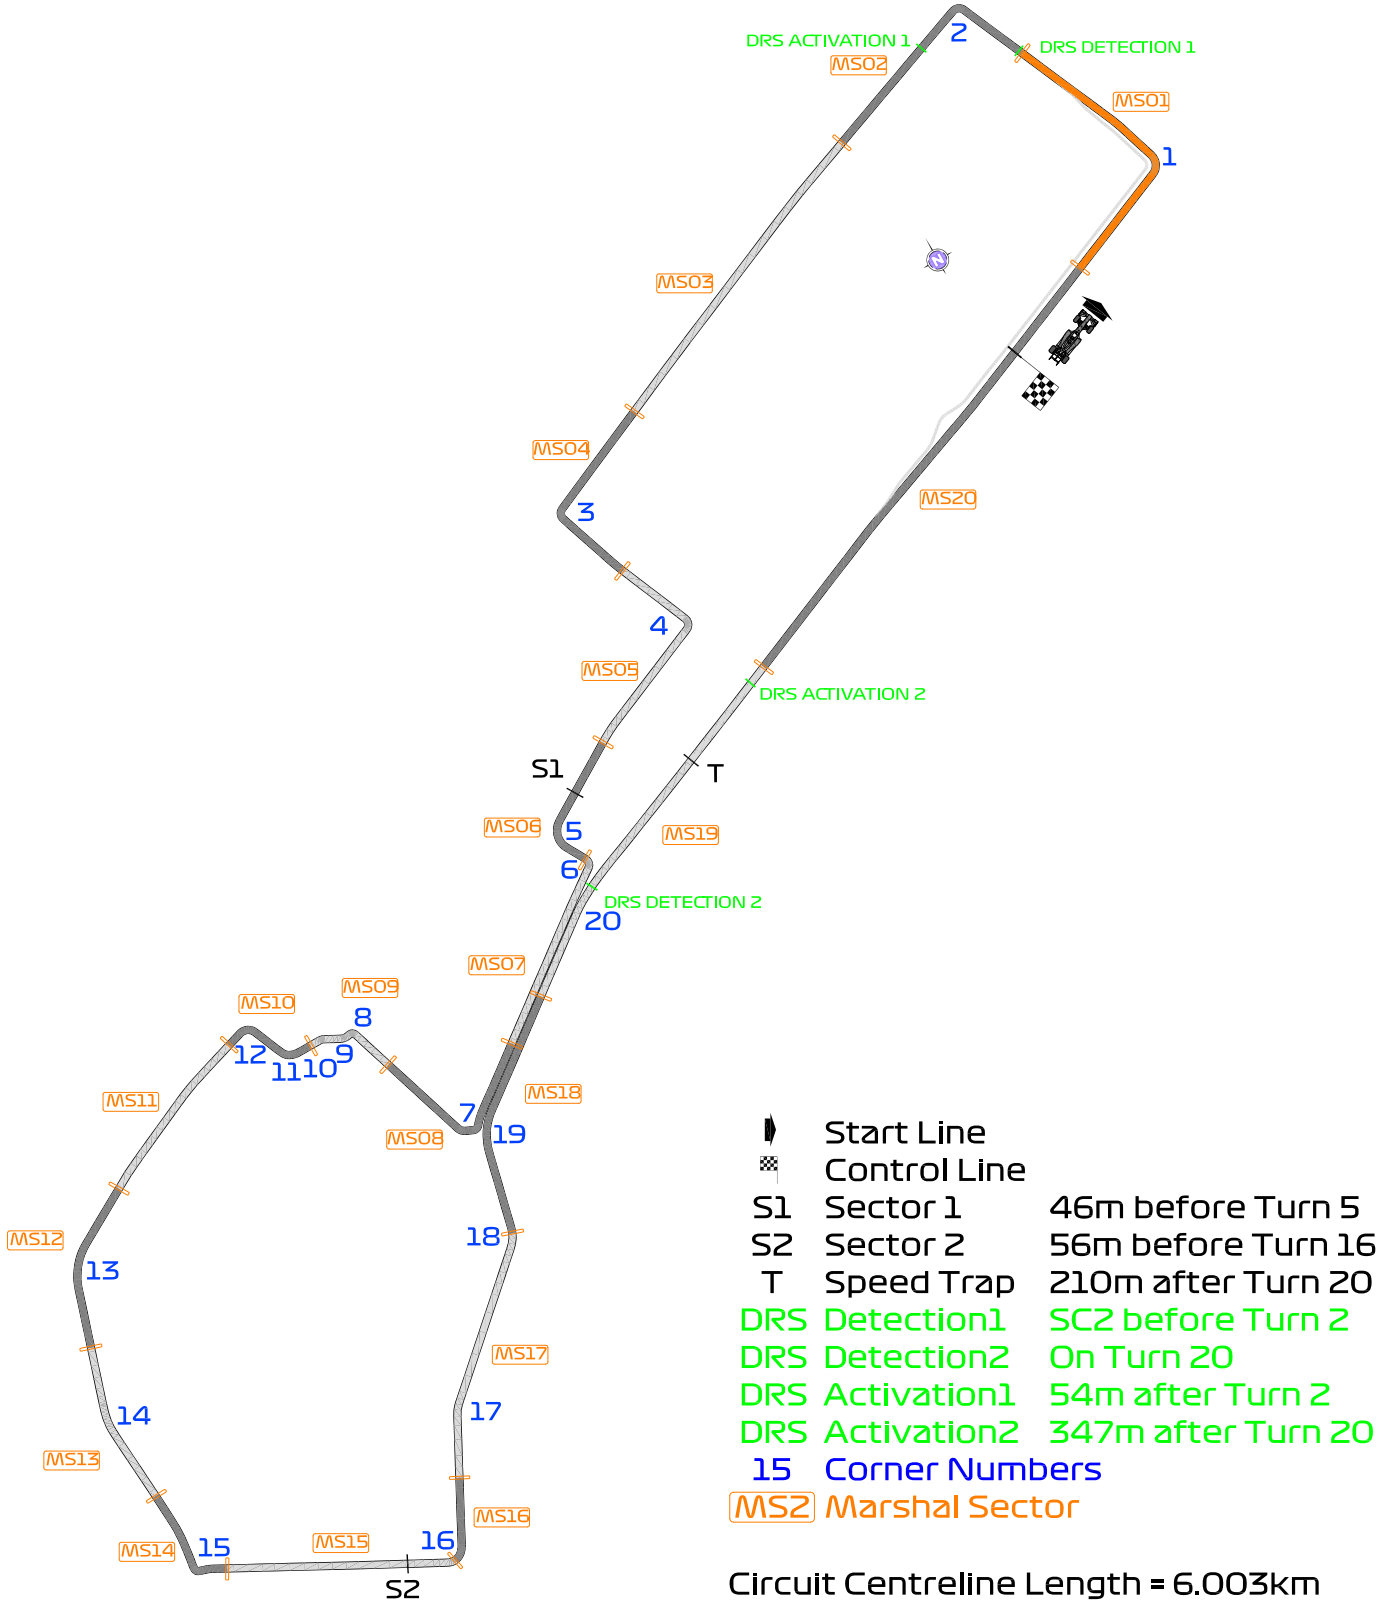 2
DRS ACTIVATION 1
DRS DETECTION 1
MS02
MS01
1
N
MS03
MS04
3
MS20
4
MS05
DRS ACTIVATION 2
S1
T
MS06
5
MS19
6
DRS DETECTION 2
20
MS07
MS09
MS10
8
12
11
10
9
MS11
MS18
7
19
MS08
MS12
18
13
MS17
14
17
MS13
MS16
MS15
16
15
MS14
S2
Start Line
Control Line
S1 Sector 1 46m before Turn 5
S2 Sector 2 56m before Turn 16
T Speed Trap 210m after Turn 20
DRS Detection1 SC2 before Turn 2
DRS Detection2 On Turn 20
DRS Activation1 54m after Turn 2
DRS Activation2 347m after Turn 20
15 Corner Numbers
MS2 Marshal Sector
Circuit Centreline Length = 6.003km